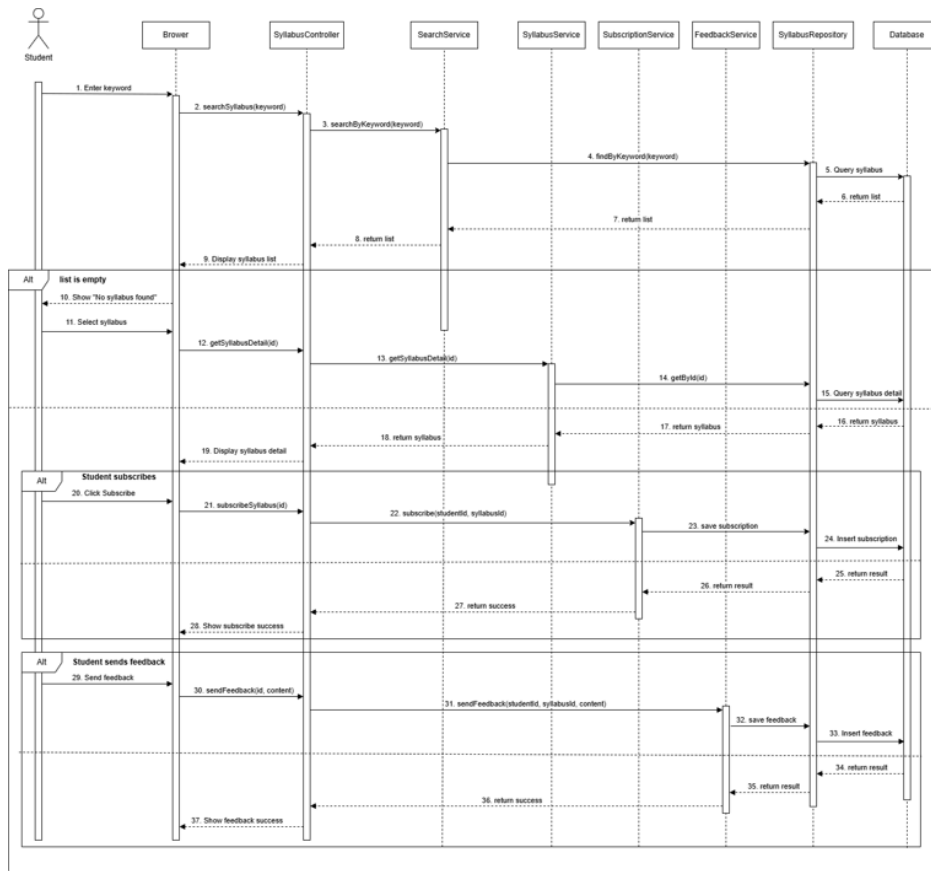 Student
Brower
SyllabusController
SearchService
SyllabusService
SubscriptionService
FeedbackService
SyllabusRepository
Database
1. Enter keyword
2. searchSyllabus(keyword)
3. searchByKeyword(keyword)
4. findByKeyword(keyword)
5. Query syllabus
6. return list
7. return list
8. return list
9. Display syllabus list
Alt
list is empty
10. Show "No syllabus found"
11. Select syllabus
12. getSyllabusDetail(id)
13. getSyllabusDetail(id)
14. getById(id)
15. Query syllabus detail
16. return syllabus
17. return syllabus
18. return syllabus
19. Display syllabus detail
Alt
Student subscribes
20. Click Subscribe
21. subscribeSyllabus(id)
22. subscribe(studentId, syllabusId)
23. save subscription
24. Insert subscription
25. return result
26. return result
27. return success
28. Show subscribe success
Alt
Student sends feedback
29. Send feedback
30. sendFeedback(id, content)
31. sendFeedback(studentId, syllabusId, content)
32. save feedback
33. Insert feedback
34. return result
35. return result
36. return success
37. Show feedback success